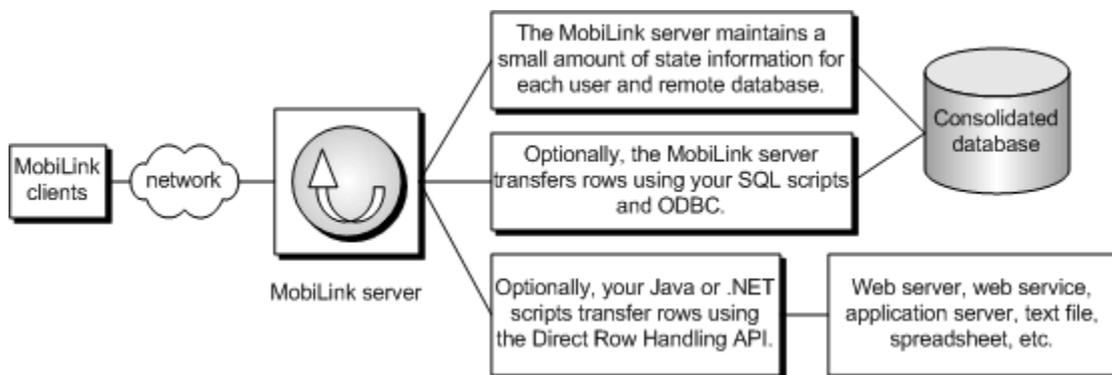 MobiLink
clients
network
MobiLink server
The MobiLink server maintains a
small amount of state information for
each user and remote database.
Optionally, the MobiLink server
transfers rows using your SQL scripts
and ODBC.
Consolidated
database
Optionally, your Java or .NET
scripts transfer rows using
the Direct Row Handling API.
Web server, web service,
application server, text file,
spreadsheet, etc.